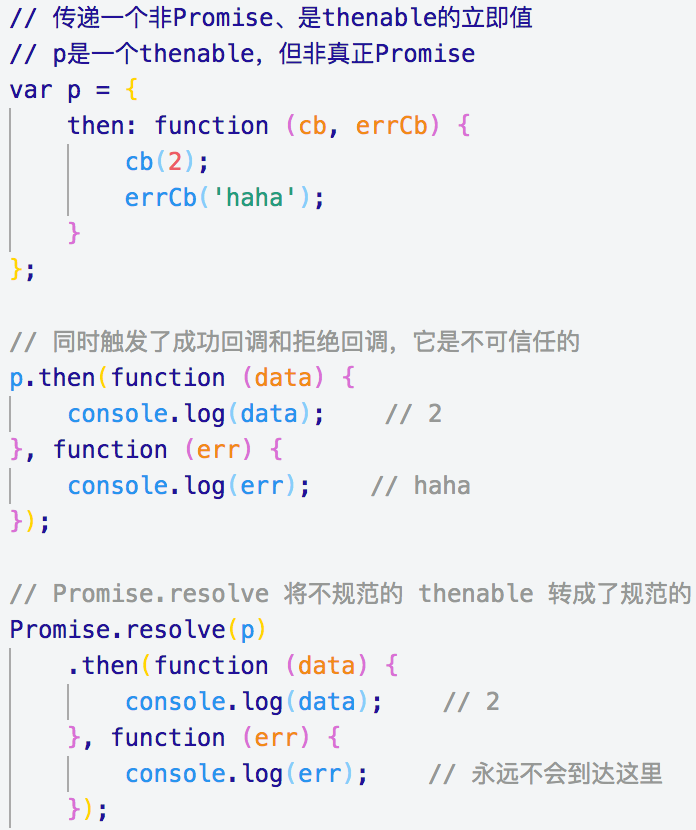 // 传递一个非Promise、是thenable的立即值
// p是一个thenable，但非真正Promise
var p = {
    then: function (cb, errCb) {
        cb(2);
        errCb('haha');
    }
};

// 同时触发了成功回调和拒绝回调，它是不可信任的
p.then(function (data) {
    console.log(data);    // 2
}, function (err) {
    console.log(err);    // haha
});

// Promise.resolve 将不规范的 thenable 转成了规范的
Promise.resolve(p)
    .then(function (data) {
        console.log(data);    // 2
    }, function (err) {
        console.log(err);    // 永远不会到达这里
    });